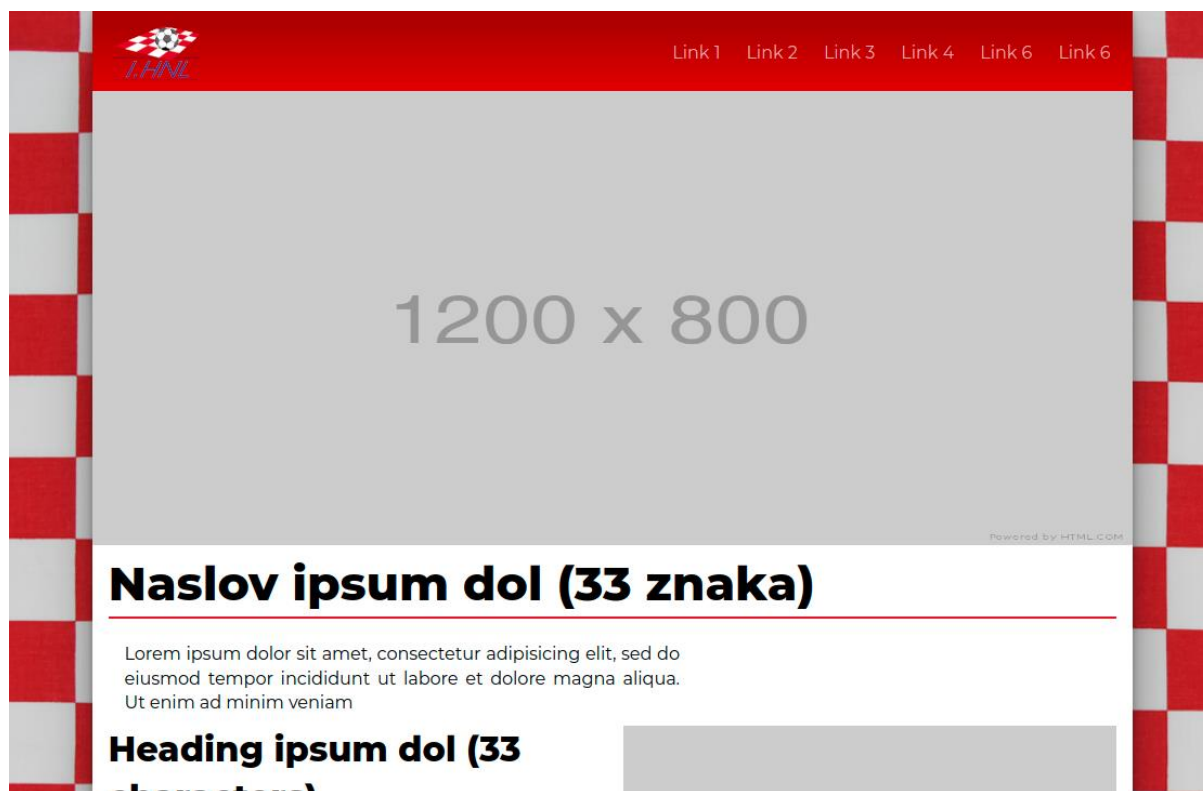 1.HNL
Link 1 Link 2 Link 3 Link 4 Link 6 Link 6
1200 x 800
Powered by HTML.COM
Naslov ipsum dol (33 znaka)
Lorem ipsum dolor sit amet, consectetur adipisicing elit, sed do
eiusmod tempor incididunt ut labore et dolore magna aliqua.
Ut enim ad minim veniam
Heading ipsum dol (33